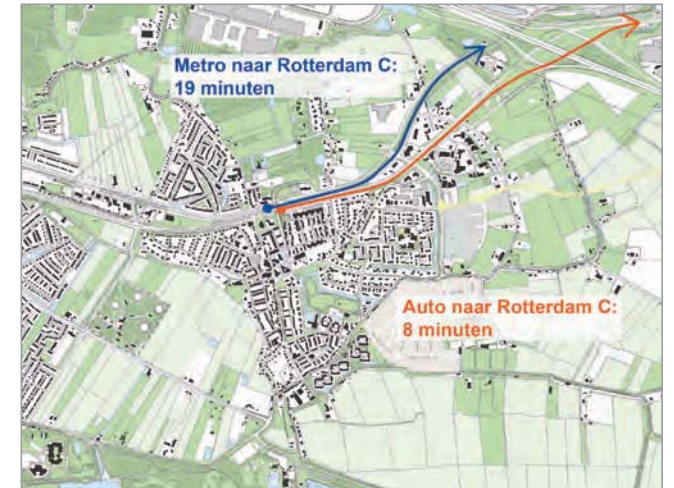 Metro naar Rotterdam C:
19 minuten
Auto naar Rotterdam C:
8 minuten